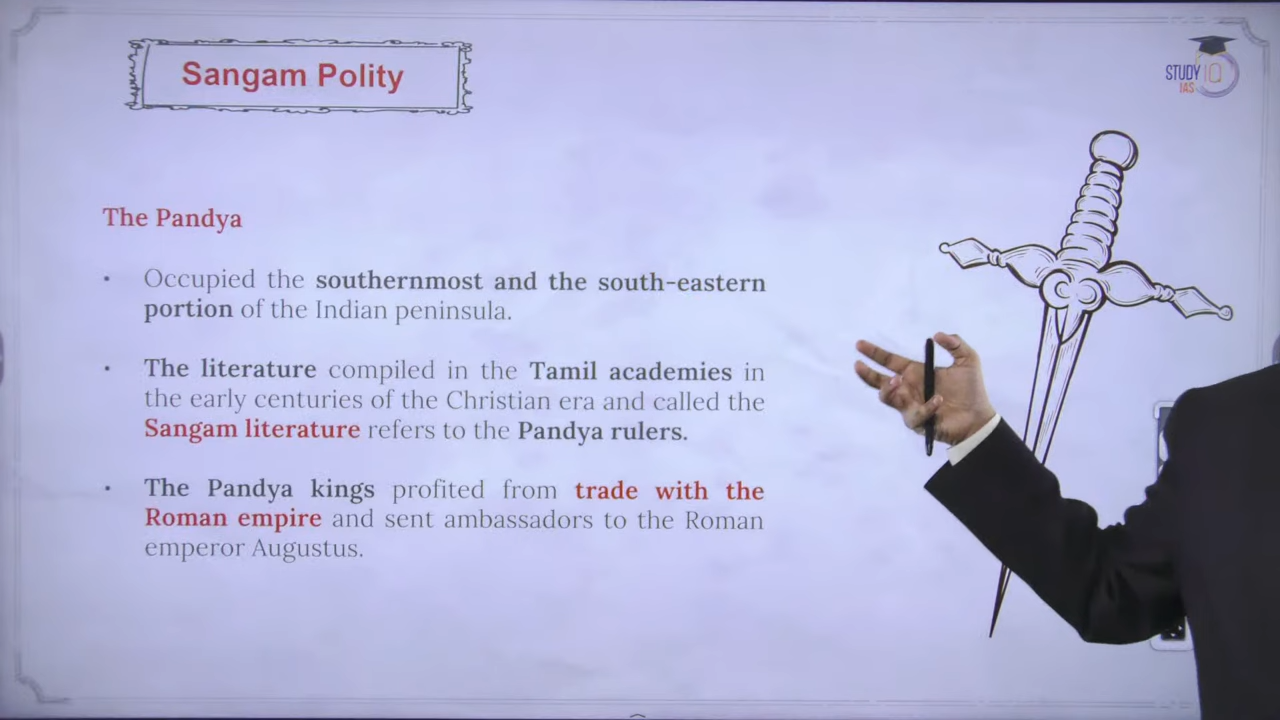 Sangam Polity
STUDY IQ
IAS
The Pandya
• Occupied the southernmost and the south-eastern
portion of the Indian peninsula.
• The literature compiled in the Tamil academies in
the early centuries of the Christian era and called the
Sangam literature refers to the Pandya rulers.
• The Pandya kings profited from trade with the
Roman empire and sent ambassadors to the Roman
emperor Augustus.